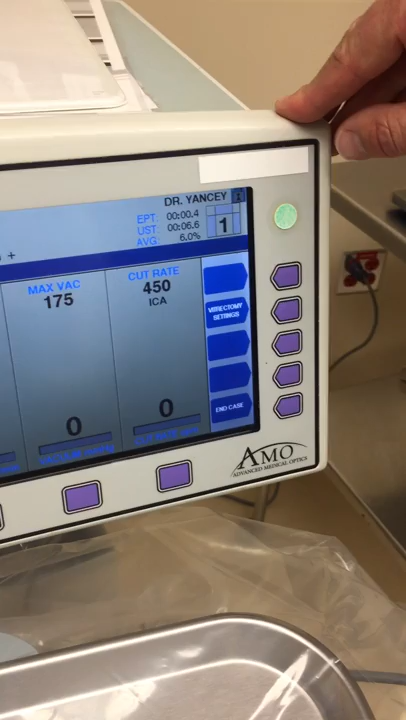 DR. YANCEY
EPT: 00:00.4
UST: 00:06.6
AVG: 6.0%
1
+
MAX VAC
175
CUT RATE
450
ICA
VITRECTOMY
SETTINGS
0
0
END CASE
AMO
ADVANCED MEDICAL OPTICS